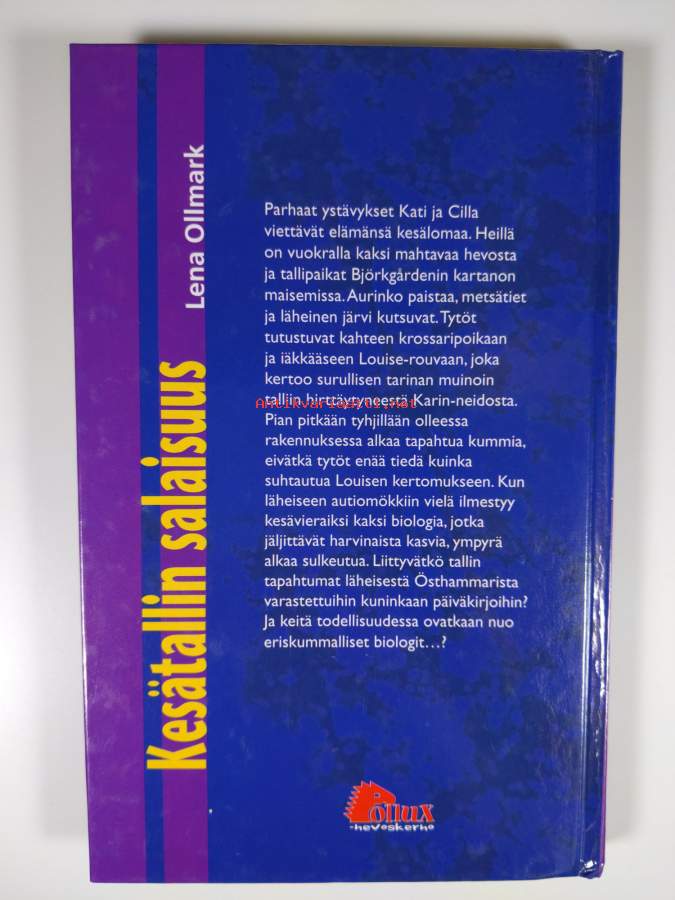 Kesätallin salaisuus
Lena Ollmark
Parhaat ystävykset Kati ja Cilla
viettävät elämänsä kesälomaa. Heillä
on vuokralla kaksi mahtavaa hevosta
ja tallipaikat Björkgårdenin kartanon
maisemissa. Aurinko paistaa, metsätiet
ja läheinen järvi kutsuvat. Tytöt
tutustuvat kahteen krossaripoikaan
ja iäkkääseen Louise-rouvaan, joka
kertoo surullisen tarinan muinoin
talliin hirttäytyneestä Karin-neidosta.
Antikvariaatti.net
Pian pitkään tyhjillään olleessa
rakennuksessa alkaa tapahtua kummia,
eivätkä tytöt enää tiedä kuinka
suhtautua Louisen kertomukseen. Kun
läheiseen autiomökkiin vielä ilmestyy
kesävieraiksi kaksi biologia, jotka
jäljittävät harvinaista kasvia, ympyrä
alkaa sulkeutua. Liittyvätkö tallin
tapahtumat läheisestä Östhammarista
varastettuihin kuninkaan päiväkirjoihin?
Ja keitä todellisuudessa ovatkaan nuo
eriskummalliset biologit...?
Pollux
-hevoskerho